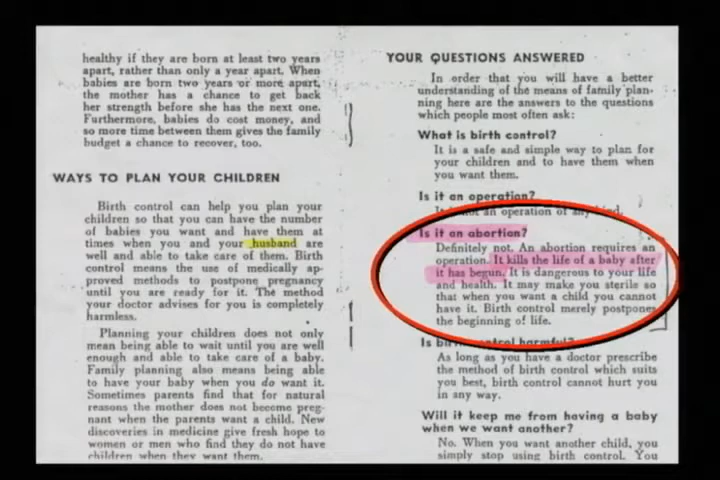 healthy if they are born at least two years
apart, rather than only a year apart. When
babies are born two years or more apart,
the mother has a chance to get back
her strength before she has the next one.
Furthermore, babies do cost money, and
so more time between them gives the family
budget a chance to recover, too.
WAYS TO PLAN YOUR CHILDREN
Birth control can help you plan your
children so that you can have the number
of babies you want and have them at
times when you and your husband are
well and able to take care of them. Birth
control means the use of medically ap-
proved methods to postpone pregnancy
until you are ready for it. The method
your doctor advises for you is completely
harmless.
Planning your children does not only
mean being able to wait until you are well
enough and able to take care of a baby.
Family planning also means being able
to have your baby when you do want it.
Sometimes parents find that for natural
reasons the mother does not become preg-
nant when the parents want a child. New
discoveries in medicine give fresh hope to
women or men who find they do not have
children when they want them.
YOUR QUESTIONS ANSWERED
In order that you will have a better
understanding of the means of family plan-
ning here are the answers to the questions
which people most often ask:
What is birth control?
It is a safe and simple way to plan for
your children and to have them when
you want them.
Is it an operation?
It is not an operation of any kind.
Is it an abortion?
Definitely not. An abortion requires an
operation. It kills the life of a baby after
it has begun. It is dangerous to your life
and health. It may make you sterile so
that when you want a child you cannot
have it. Birth control merely postpones
the beginning of life.
Is birth control harmful?
As long as you have a doctor prescribe
the method of birth control which suits
you best, birth control cannot hurt you
in any way.
Will it keep me from having a baby
when we want another?
No. When you want another child, you
simply stop using birth control. You